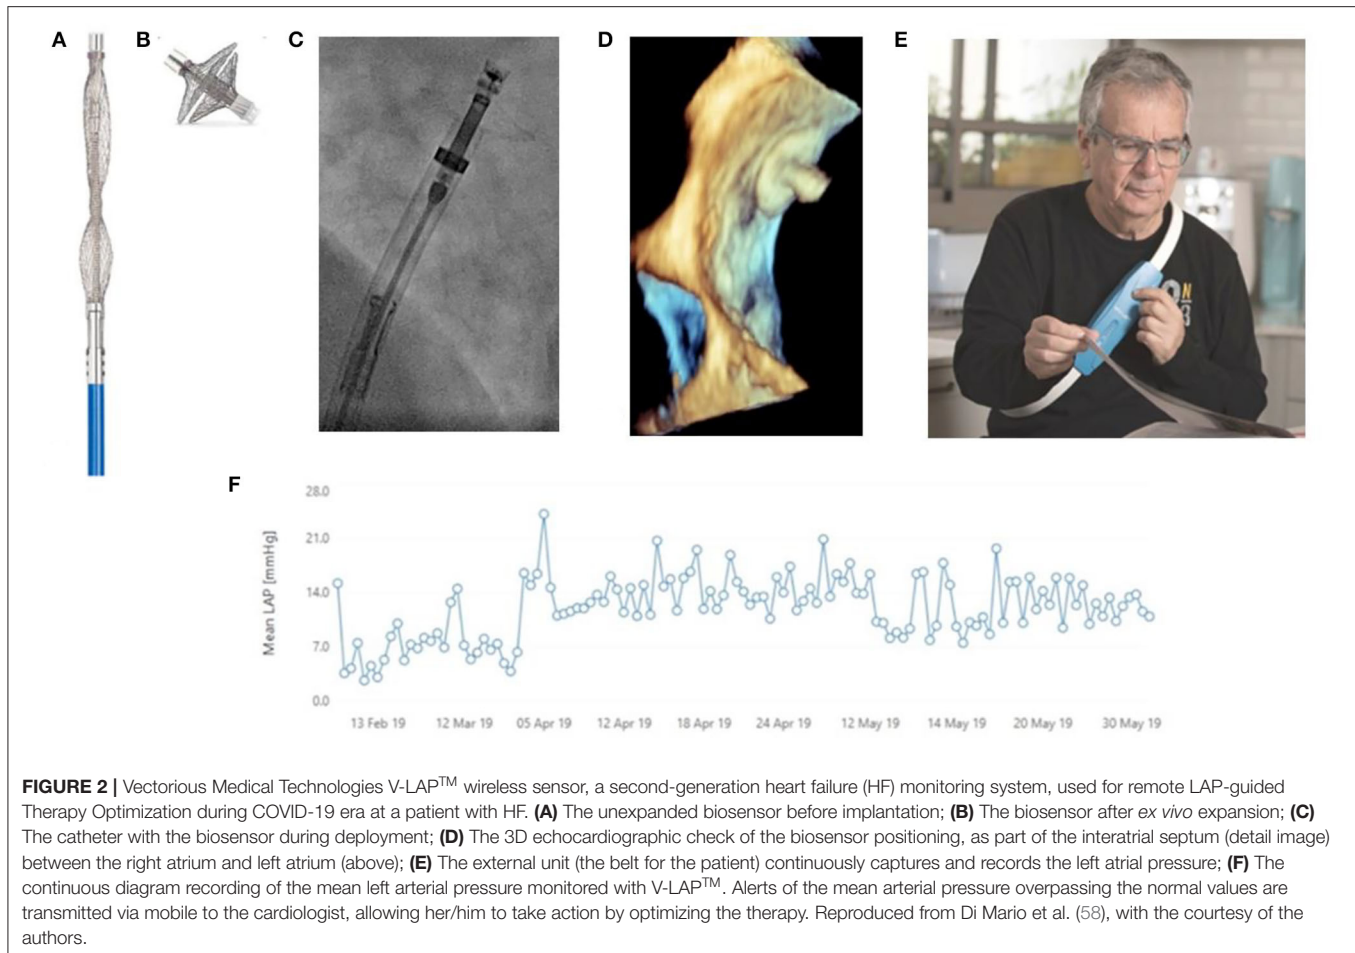 A
B
C
D
E
F
28.0
21.0
14.0
7.0
0.0
Mean LAP [mmHg]
13 Feb 19
12 Mar 19
05 Apr 19
12 Apr 19
18 Apr 19
24 Apr 19
12 May 19
14 May 19
20 May 19
30 May 19
FIGURE 2 | Vectorious Medical Technologies V-LAP™ wireless sensor, a second-generation heart failure (HF) monitoring system, used for remote LAP-guided
Therapy Optimization during COVID-19 era at a patient with HF. (A) The unexpanded biosensor before implantation; (B) The biosensor after ex vivo expansion; (C)
The catheter with the biosensor during deployment; (D) The 3D echocardiographic check of the biosensor positioning, as part of the interatrial septum (detail image)
between the right atrium and left atrium (above); (E) The external unit (the belt for the patient) continuously captures and records the left atrial pressure; (F) The
continuous diagram recording of the mean left arterial pressure monitored with V-LAP™. Alerts of the mean arterial pressure overpassing the normal values are
transmitted via mobile to the cardiologist, allowing her/him to take action by optimizing the therapy. Reproduced from Di Mario et al. (58), with the courtesy of the
authors.